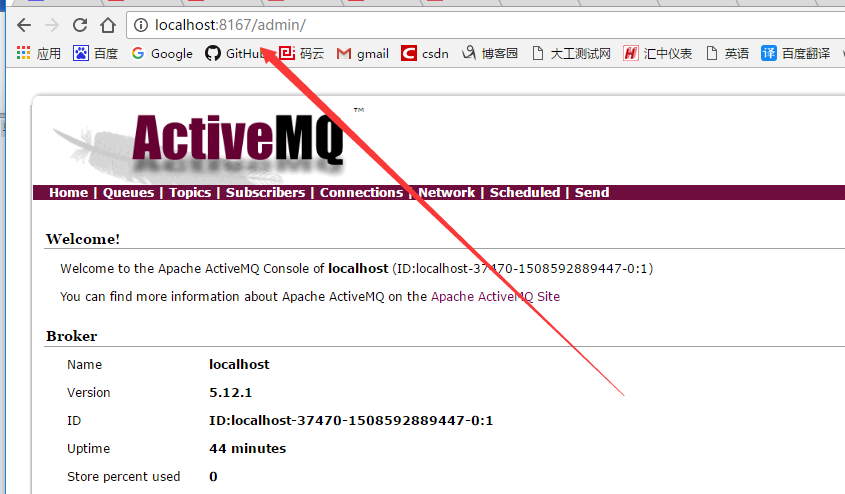 localhost:8167/admin/
应用 百度 Google GitHub 码云 gmail csdn 博客园 大工测试网 汇中仪表 英语 百度翻译
ActiveMQ ™
Home | Queues | Topics | Subscribers | Connections | Network | Scheduled | Send
Welcome!
Welcome to the Apache ActiveMQ Console of localhost (ID:localhost-37470-1508592889447-0:1)
You can find more information about Apache ActiveMQ on the Apache ActiveMQ Site
Broker
Name localhost
Version 5.12.1
ID ID:localhost-37470-1508592889447-0:1
Uptime 44 minutes
Store percent used 0